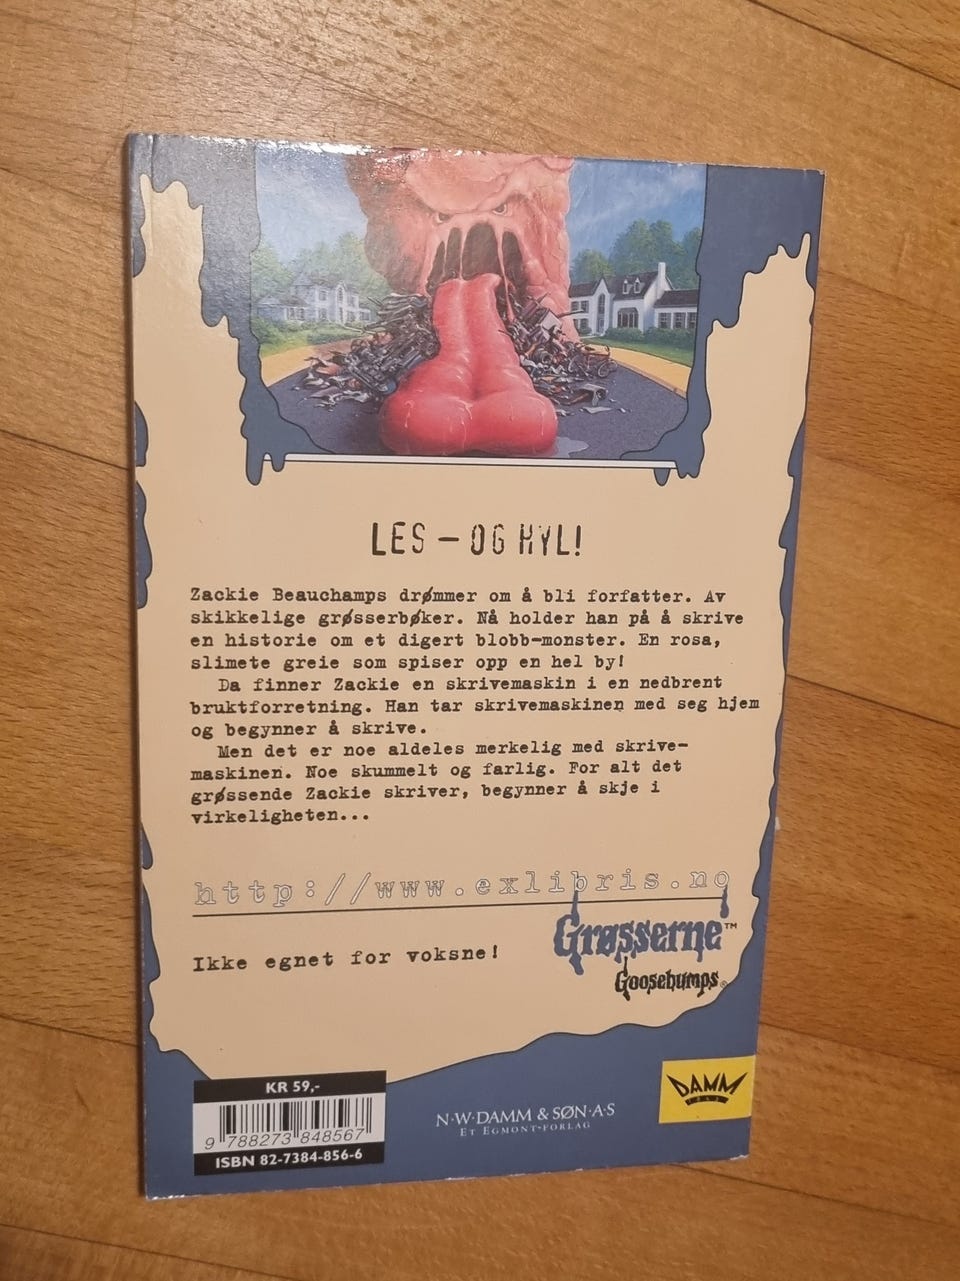 LES – OG HYL!
Zackie Beauchamps drømmer om å bli forfatter. Av
skikkelige grøsserbøker. Nå holder han på å skrive
en historie om et digert blobb-monster. En rosa,
slimete greie som spiser opp en hel by!
Da finner Zackie en skrivemaskin i en nedbrent
bruktforretning. Han tar skrivemaskinen med seg hjem
og begynner å skrive.
Men det er noe aldeles merkelig med skrive-
maskinen. Noe skummelt og farlig. For alt det
grøssende Zackie skriver, begynner å skje i
virkeligheten...
http://www.exlibris.no
Ikke egnet for voksne!
Grøsserne™
Goosebumps®
KR 59,-
9 788273 848567
ISBN 82-7384-856-6
N·W·DAMM & SØN·A·S
ET EGMONT-FORLAG
DAMM
1843